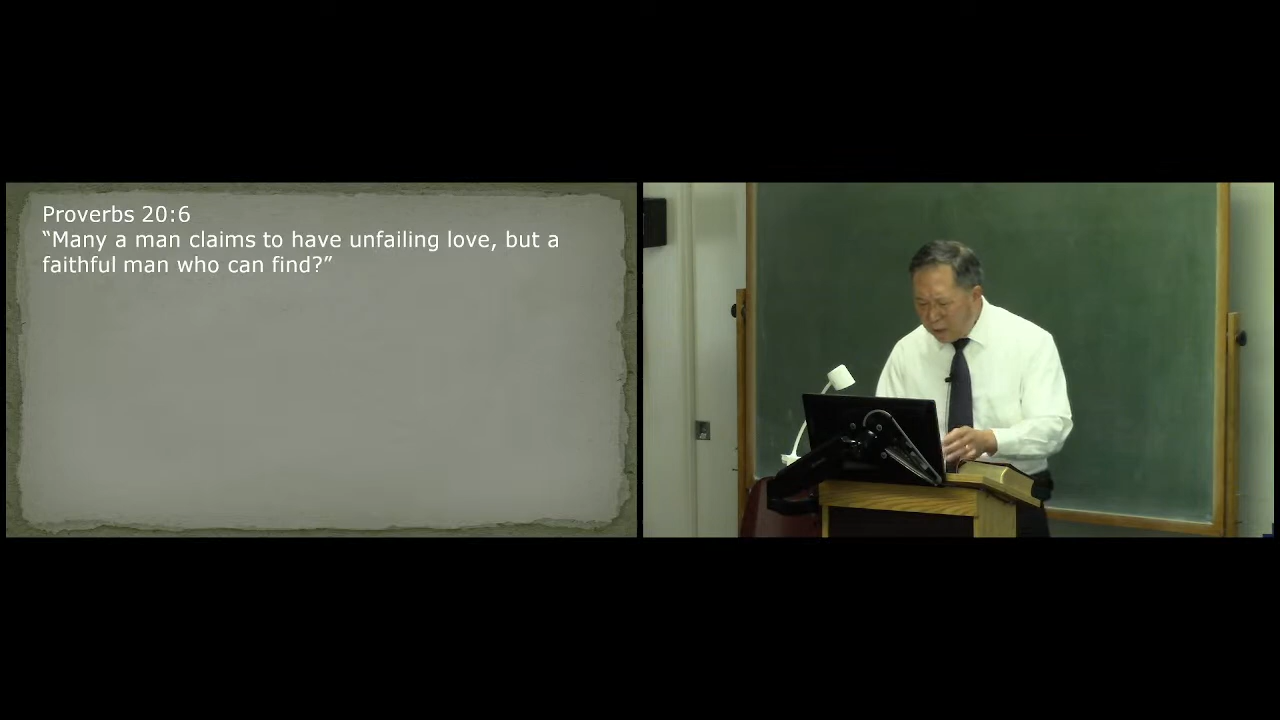 Proverbs 20:6
“Many a man claims to have unfailing love, but a
faithful man who can find?”